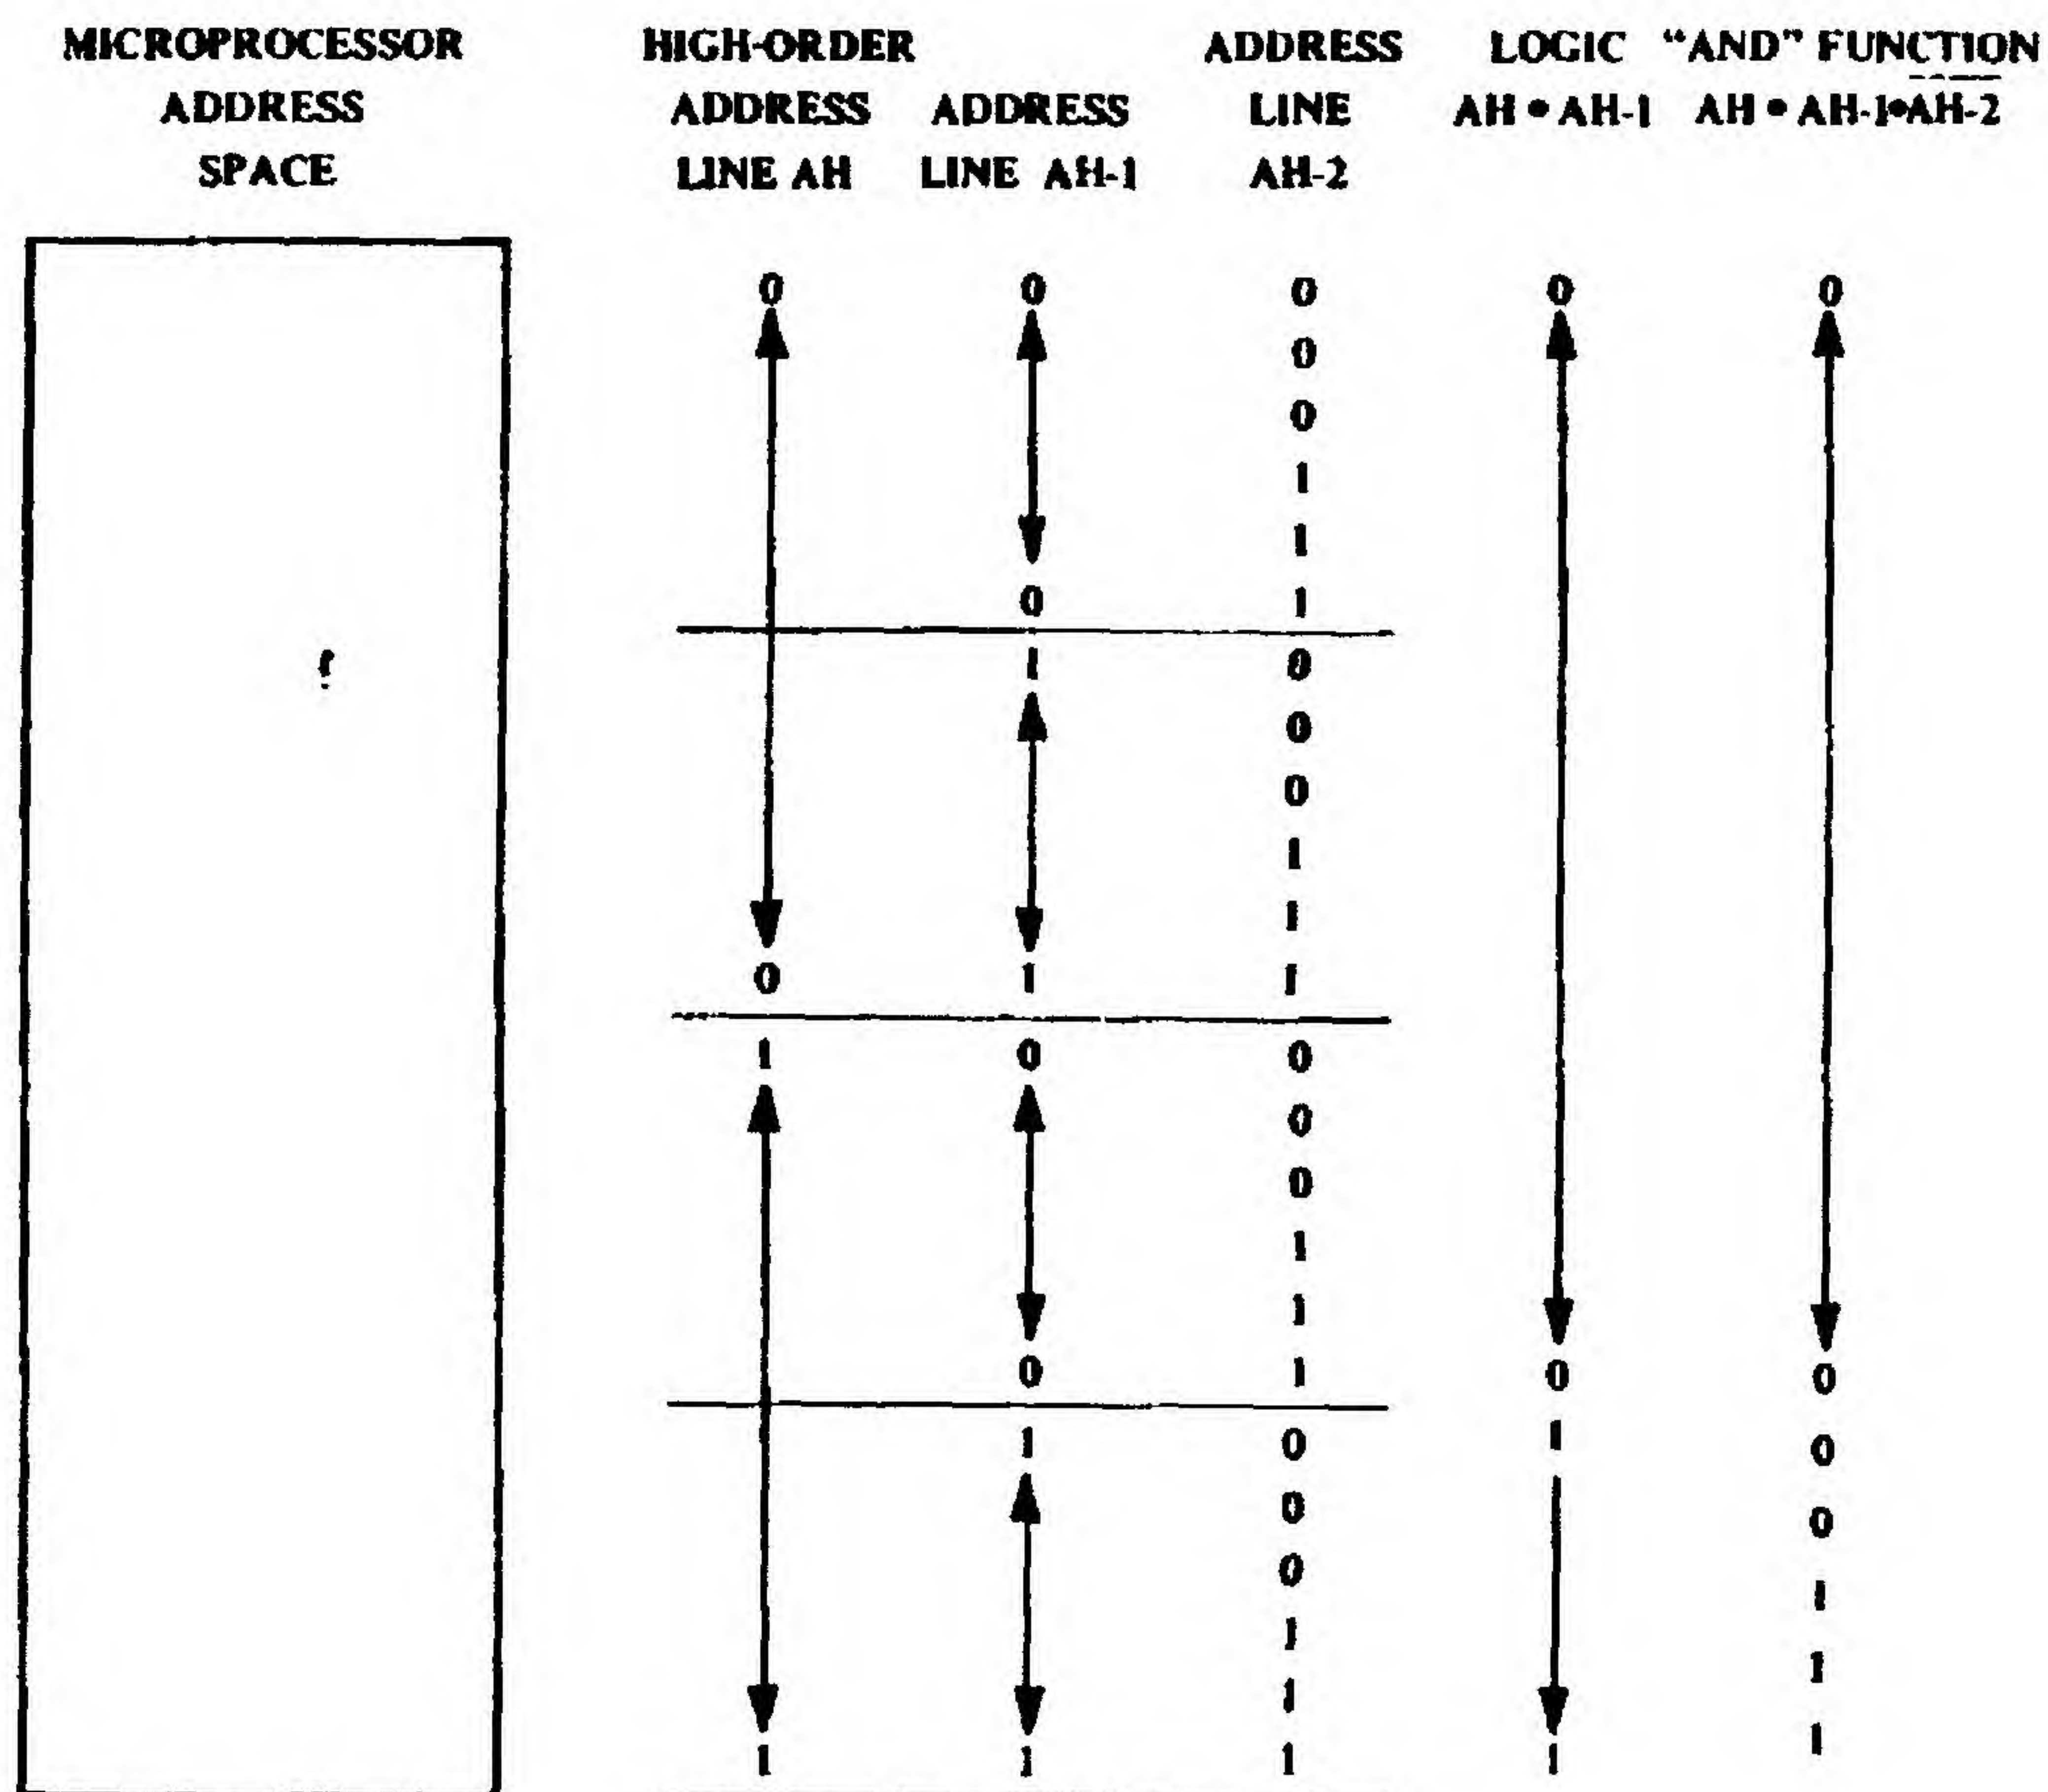 MICROPROCESSOR HIGH-ORDER ADDRESS LOGIC “AND” FUNCTION
ADDRESS ADDRESS ADDRESS LINE AH • AH-1 AH • AH-1•AH-2
SPACE LINE AH LINE AH-1 AH-2
0 0 0 0 0
0
0
1
1
0 1
1 0
0
0
1
1
0 1 1
1 0 0
0
0
1
1
0 1 0 0
1 0 1 0
0 0
0
1 1
1 1
1 1 1 1 1